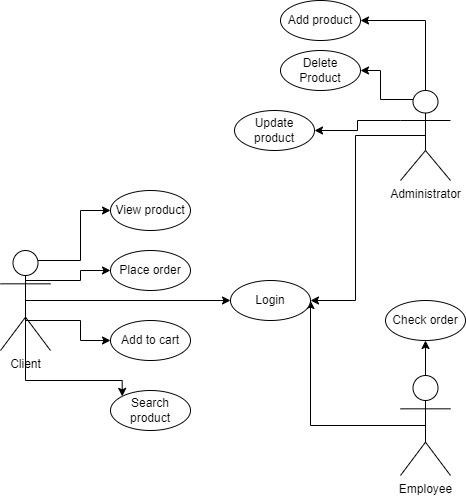 Add product
Delete
Product
Update
product
Administrator
View product
Place order
Login
Check order
Add to cart
Client
Search
product
Employee